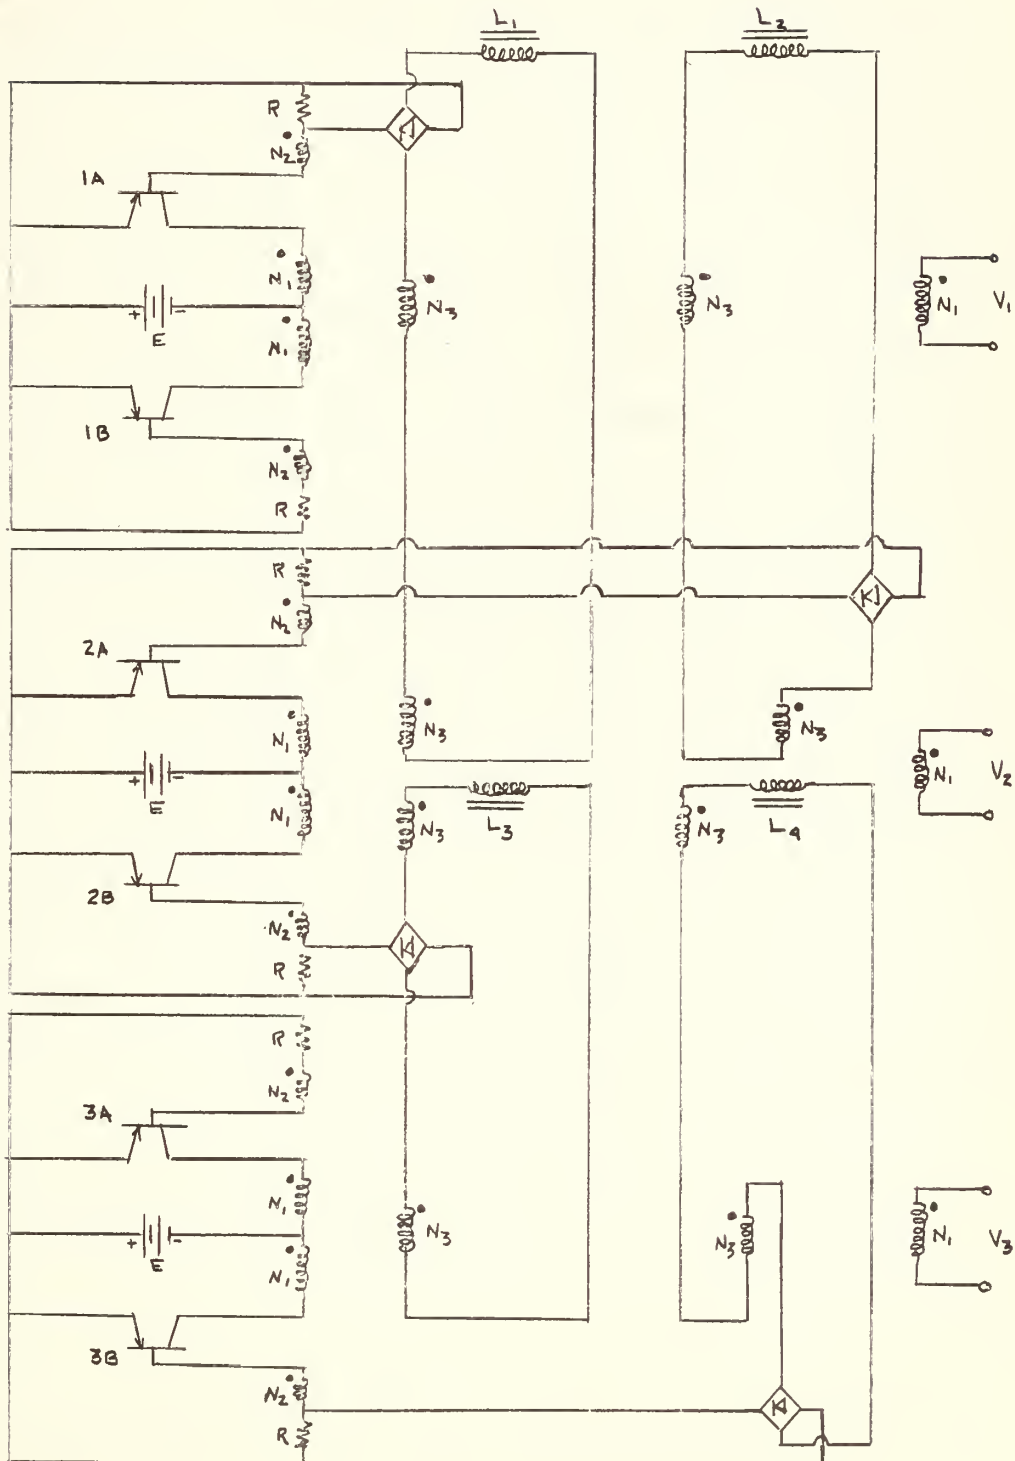 L₁ L₂
R
N₂
1A
N₁
N₃ N₃ N₁ V₁
+ −
E
N₁
1B
N₂
R
R
N₂
2A
N₁ N₃ N₃
N₁ V₂
+ −
E
N₁ N₃ L₃ N₃ L₄
2B
N₂
R
R
N₂
3A
N₁ N₃ N₃ N₁ V₃
+ −
E
N₁
3B
N₂
R